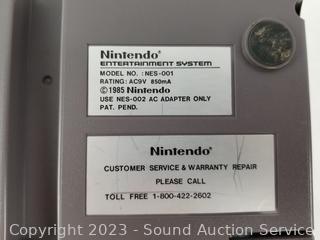 Nintendo
ENTERTAINMENT SYSTEM
MODEL NO. : NES-001
RATING: AC9V 850mA
©1985 Nintendo
USE NES-002 AC ADAPTER ONLY
PAT. PEND.
Nintendo
CUSTOMER SERVICE & WARRANTY REPAIR
PLEASE CALL
TOLL FREE 1-800-422-2602
Copyright 2023 - Sound Auction Service